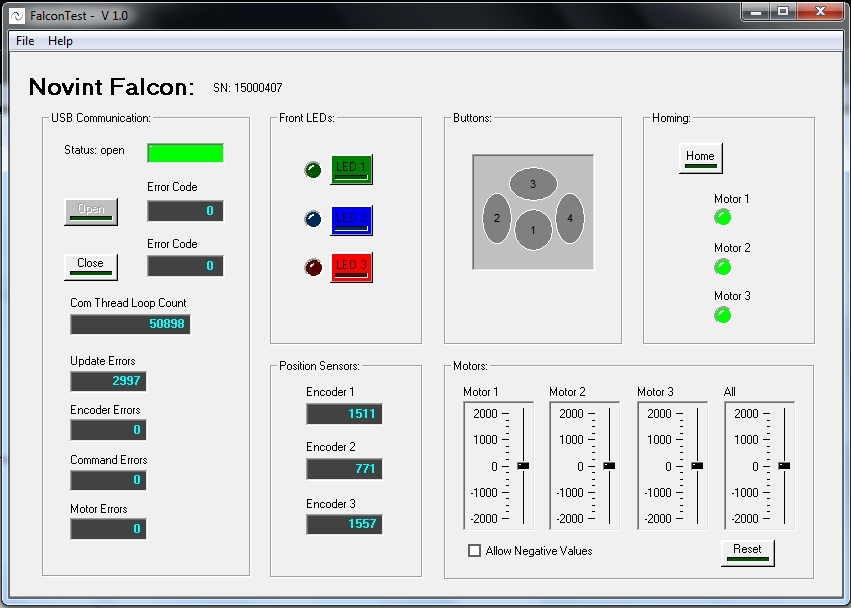 FalconTest - V 1.0
File Help
Novint Falcon: SN: 15000407
USB Communication:
Status: open
Error Code
Open
0
Error Code
Close
0
Com Thread Loop Count
50898
Update Errors
2997
Encoder Errors
0
Command Errors
0
Motor Errors
0
Front LEDs:
LED 1
LED 2
LED 3
Buttons:
3
2
4
1
Homing:
Home
Motor 1
Motor 2
Motor 3
Position Sensors:
Encoder 1
1511
Encoder 2
771
Encoder 3
1557
Motors:
Motor 1 Motor 2 Motor 3 All
2000 2000 2000 2000
1000 1000 1000 1000
0 0 0 0
-1000 -1000 -1000 -1000
-2000 -2000 -2000 -2000
Allow Negative Values
Reset